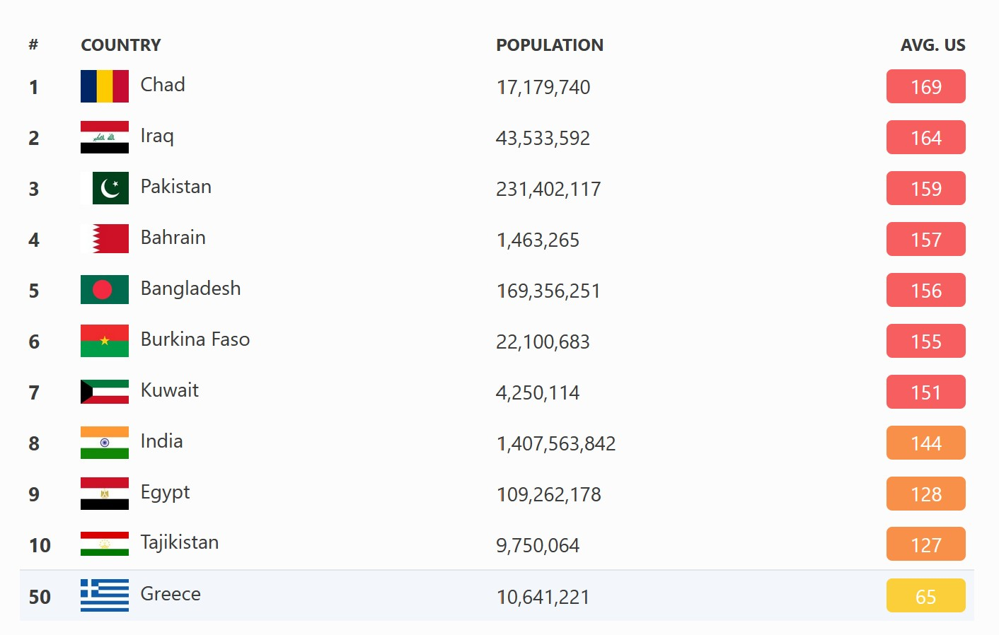 # COUNTRY POPULATION AVG. US
1 Chad 17,179,740 169
2 Iraq 43,533,592 164
3 Pakistan 231,402,117 159
4 Bahrain 1,463,265 157
5 Bangladesh 169,356,251 156
6 Burkina Faso 22,100,683 155
7 Kuwait 4,250,114 151
8 India 1,407,563,842 144
9 Egypt 109,262,178 128
10 Tajikistan 9,750,064 127
50 Greece 10,641,221 65